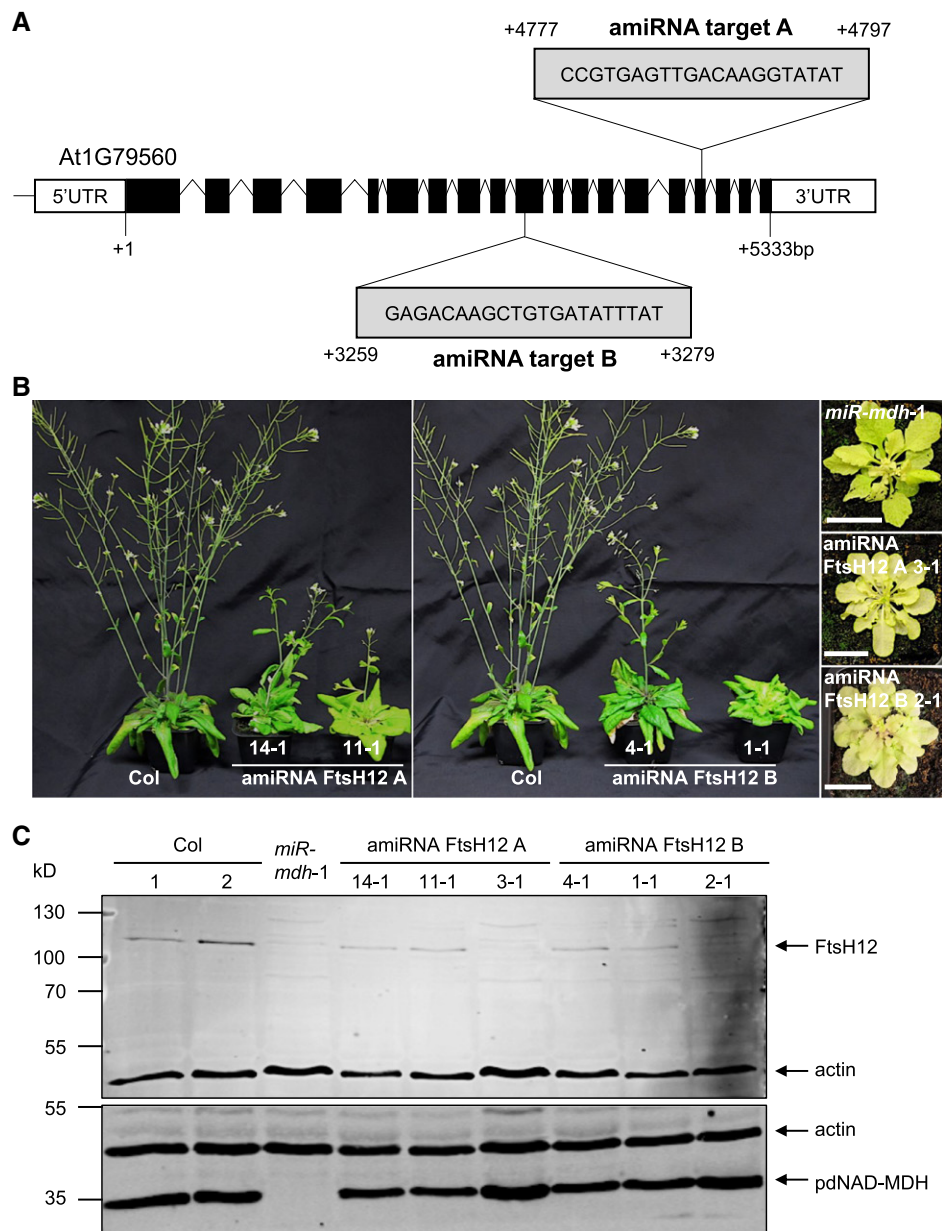 A
+4777
amiRNA target A
+4797
CCGTGAGTTGACAAGGTATAT
At1G79560
5'UTR
3'UTR
+1
+5333bp
GAGACAAGCTGTGATATTTAT
+3259
amiRNA target B
+3279
B
miR-mdh-1
amiRNA
FtsH12 A 3-1
amiRNA
FtsH12 B 2-1
14-1
11-1
Col
amiRNA FtsH12 A
4-1
1-1
Col
amiRNA FtsH12 B
C
Col
miR-
mdh-1
amiRNA FtsH12 A
amiRNA FtsH12 B
kD
1
2
14-1
11-1
3-1
4-1
1-1
2-1
130
100
70
55
FtsH12
actin
55
35
actin
pdNAD-MDH